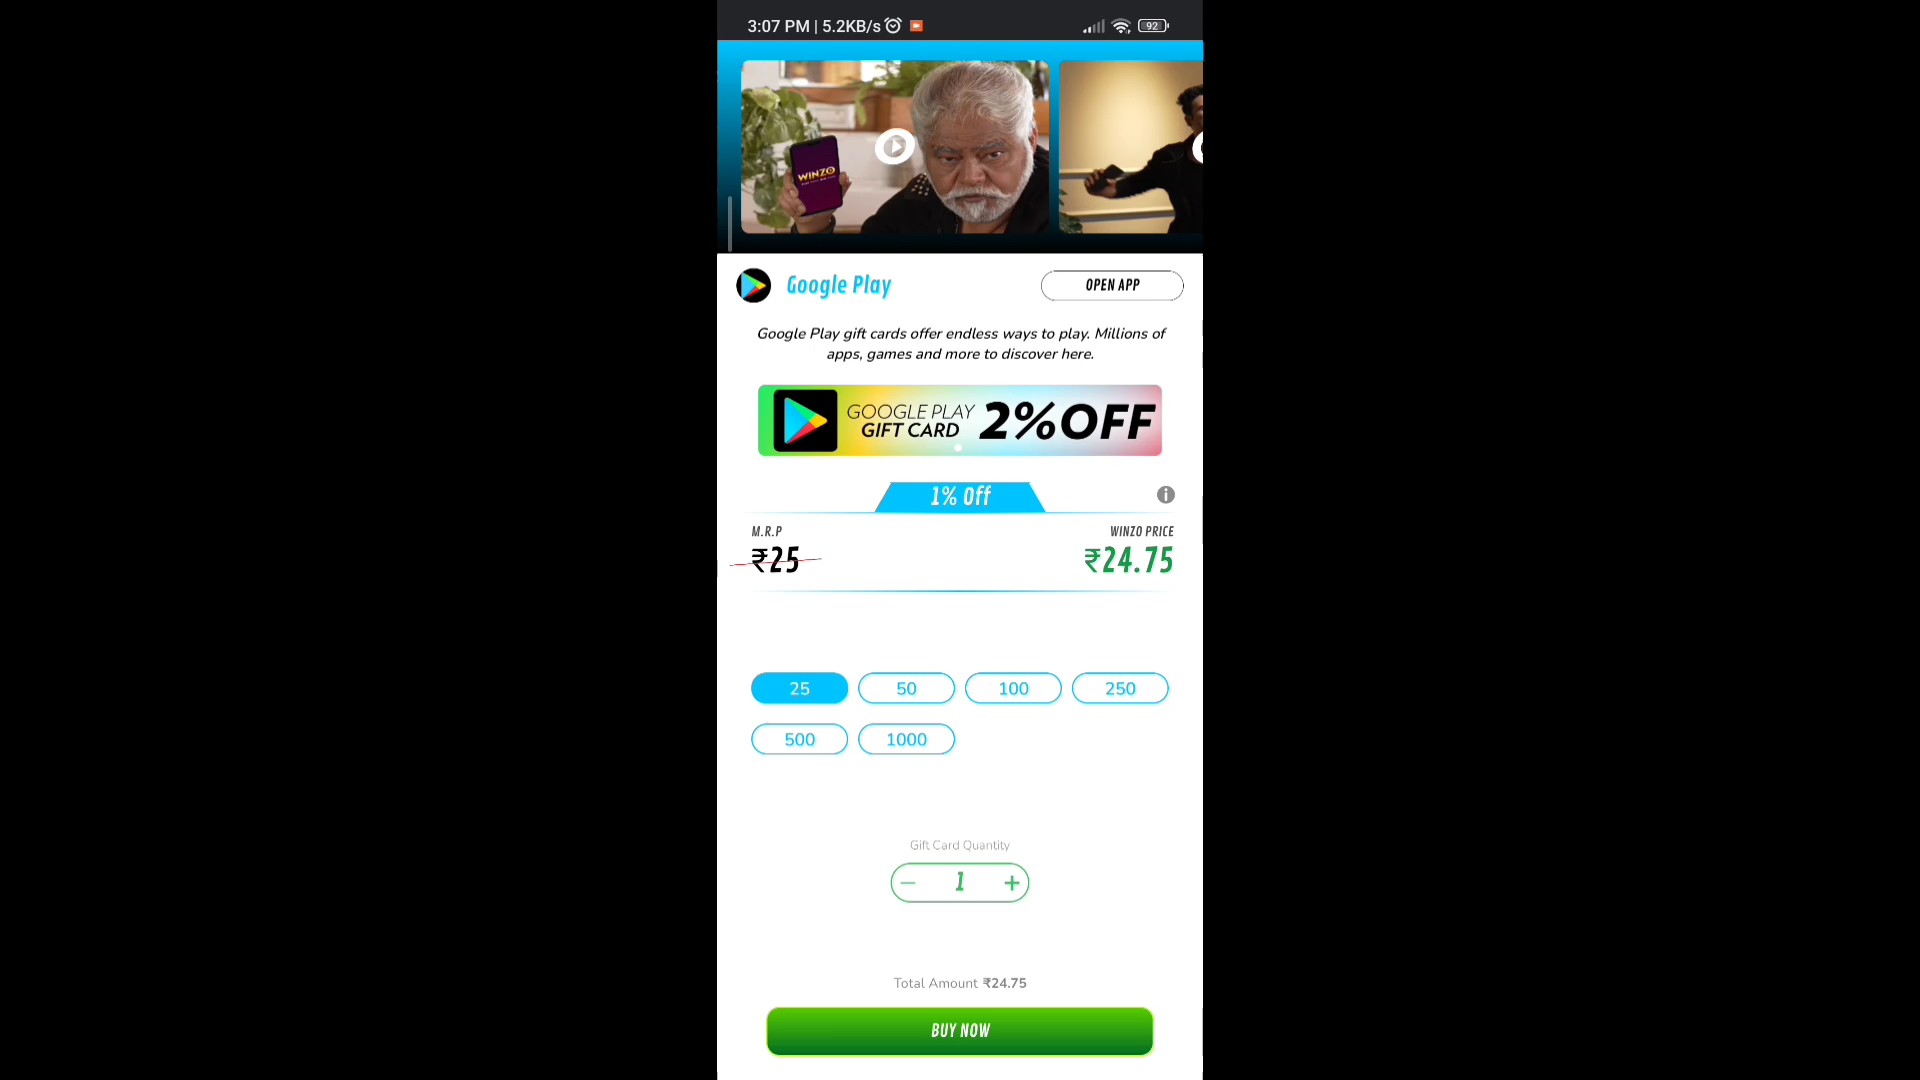 3:07 PM | 5.2KB/s
92
WINZO
Google Play
OPEN APP
Google Play gift cards offer endless ways to play. Millions of
apps, games and more to discover here.
GOOGLE PLAY
GIFT CARD
2%OFF
1% Off
M.R.P
WINZO PRICE
₹25
₹24.75
25
50
100
250
500
1000
Gift Card Quantity
1
Total Amount ₹24.75
BUY NOW